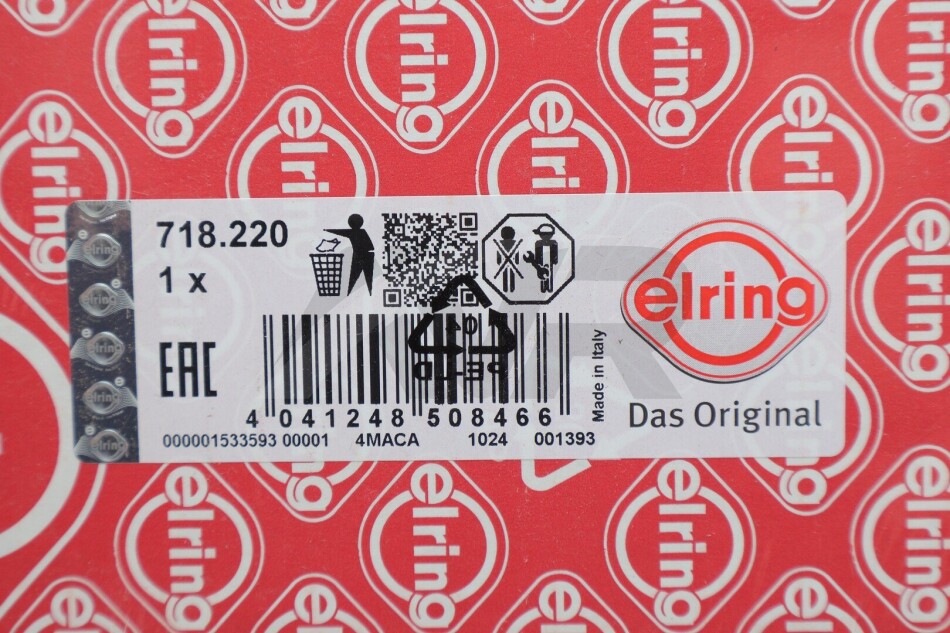 718.220
1 x
EAC
04
PE-LD
4 041248 508466
Made in Italy
000001533593 00001 4MACA 1024 001393
elring
Das Original